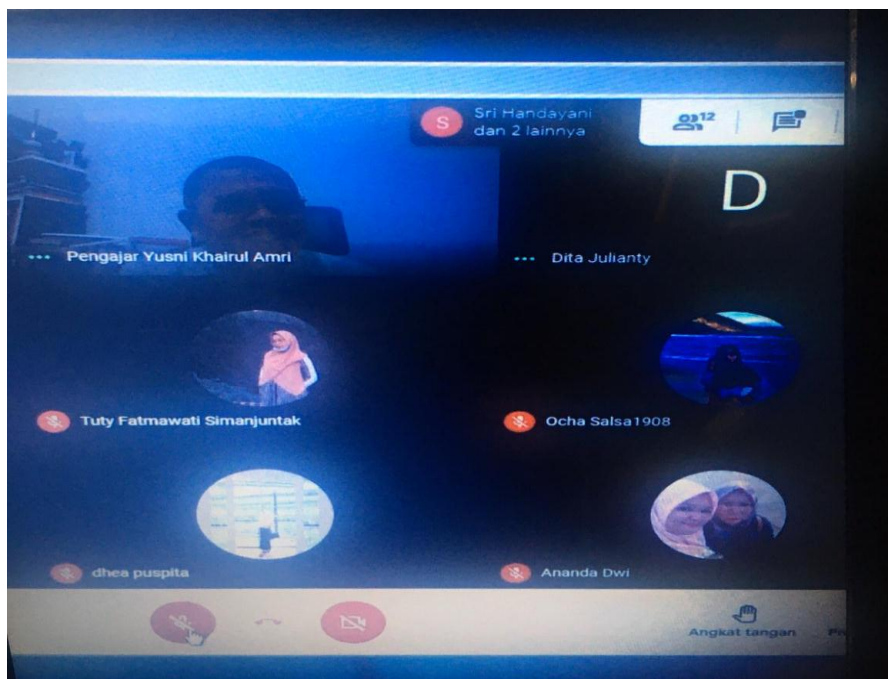 S
Sri Handayani
dan 2 lainnya
12
D
Pengajar Yusni Khairul Amri
Dita Julianty
Tuty Fatmawati Simanjuntak
Ocha Salsa1908
dhea puspita
Ananda Dwi
Angkat tangan